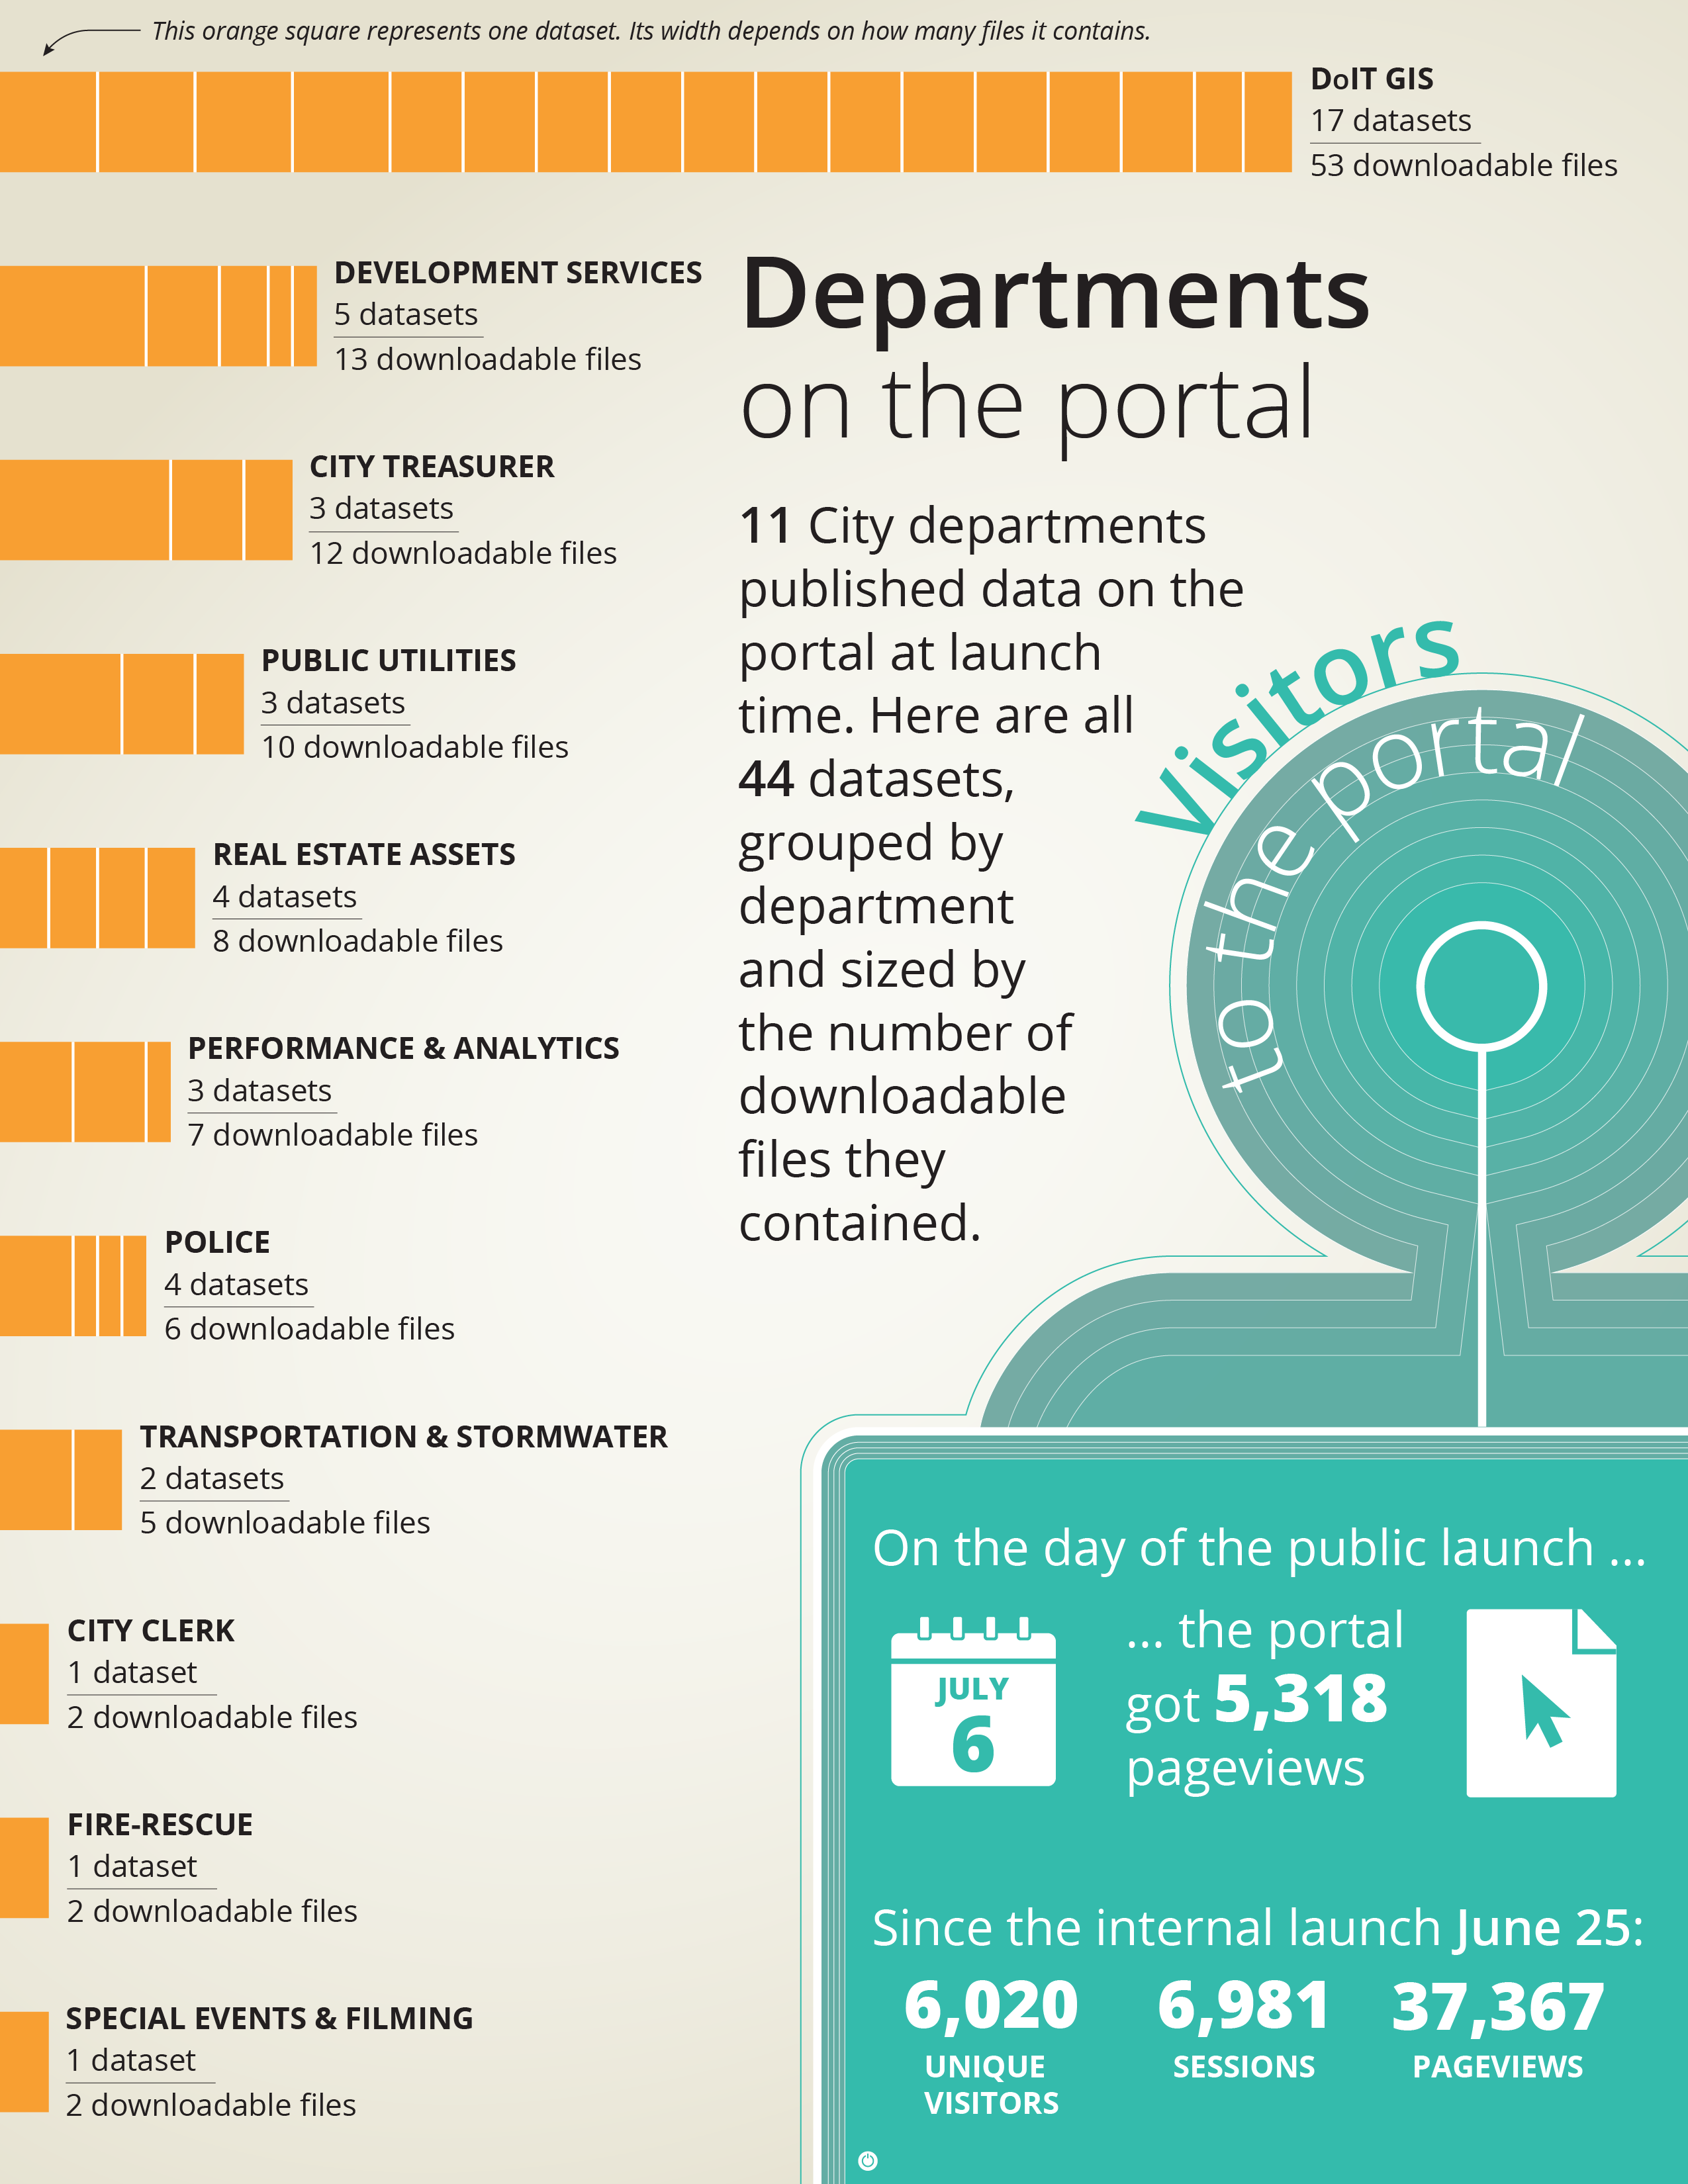 This orange square represents one dataset. Its width depends on how many files it contains.
DoIT GIS
17 datasets
53 downloadable files
DEVELOPMENT SERVICES
5 datasets
13 downloadable files
CITY TREASURER
3 datasets
12 downloadable files
PUBLIC UTILITIES
3 datasets
10 downloadable files
REAL ESTATE ASSETS
4 datasets
8 downloadable files
PERFORMANCE & ANALYTICS
3 datasets
7 downloadable files
POLICE
4 datasets
6 downloadable files
TRANSPORTATION & STORMWATER
2 datasets
5 downloadable files
CITY CLERK
1 dataset
2 downloadable files
FIRE-RESCUE
1 dataset
2 downloadable files
SPECIAL EVENTS & FILMING
1 dataset
2 downloadable files
Departments
on the portal
11 City departments
published data on the
portal at launch
time. Here are all
44 datasets,
grouped by
department
and sized by
the number of
downloadable
files they
contained.
Visitors
to the portal
On the day of the public launch ...
JULY
6
... the portal
got 5,318
pageviews
Since the internal launch June 25:
6,020
UNIQUE
VISITORS
6,981
SESSIONS
37,367
PAGEVIEWS